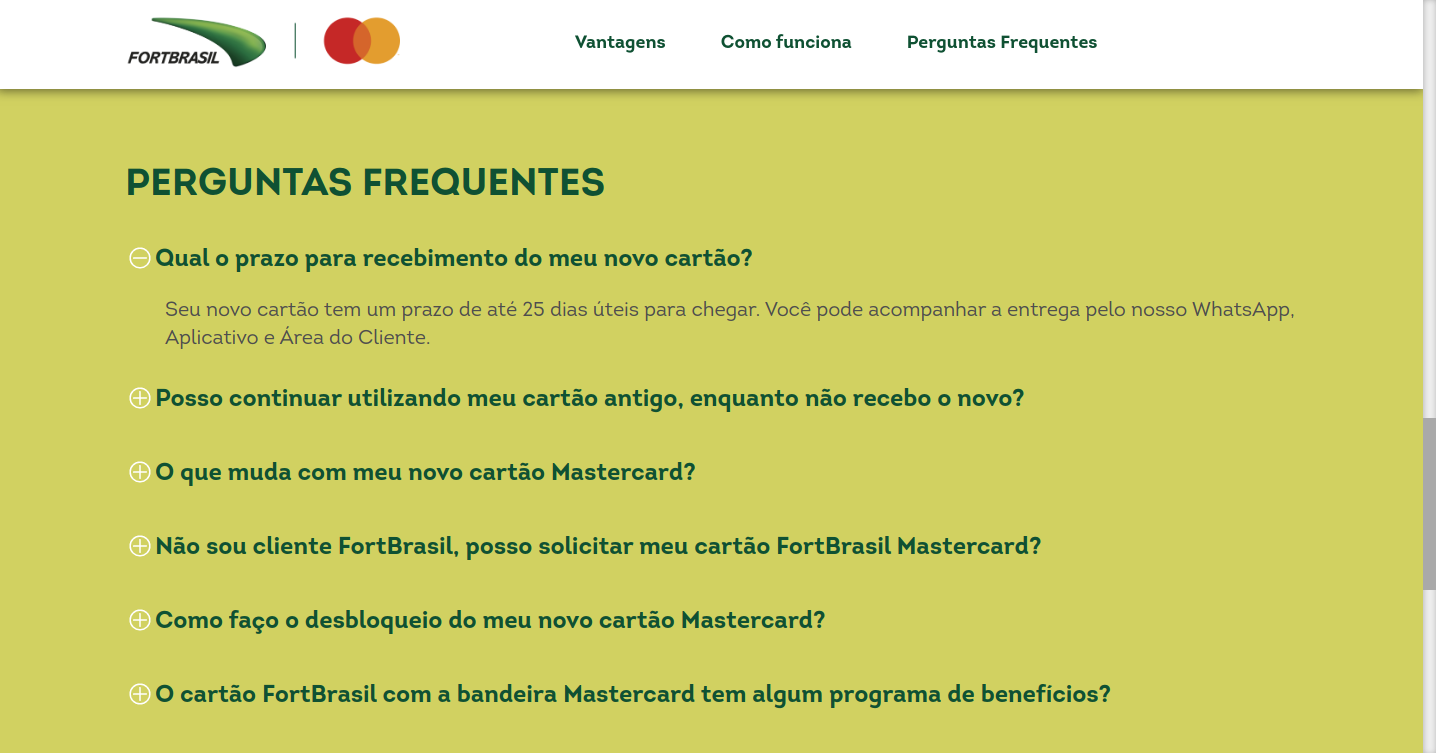 FORTBRASIL
Vantagens
Como funciona
Perguntas Frequentes
PERGUNTAS FREQUENTES
Qual o prazo para recebimento do meu novo cartão?
Seu novo cartão tem um prazo de até 25 dias úteis para chegar. Você pode acompanhar a entrega pelo nosso WhatsApp,
Aplicativo e Área do Cliente.
Posso continuar utilizando meu cartão antigo, enquanto não recebo o novo?
O que muda com meu novo cartão Mastercard?
Não sou cliente FortBrasil, posso solicitar meu cartão FortBrasil Mastercard?
Como faço o desbloqueio do meu novo cartão Mastercard?
O cartão FortBrasil com a bandeira Mastercard tem algum programa de benefícios?